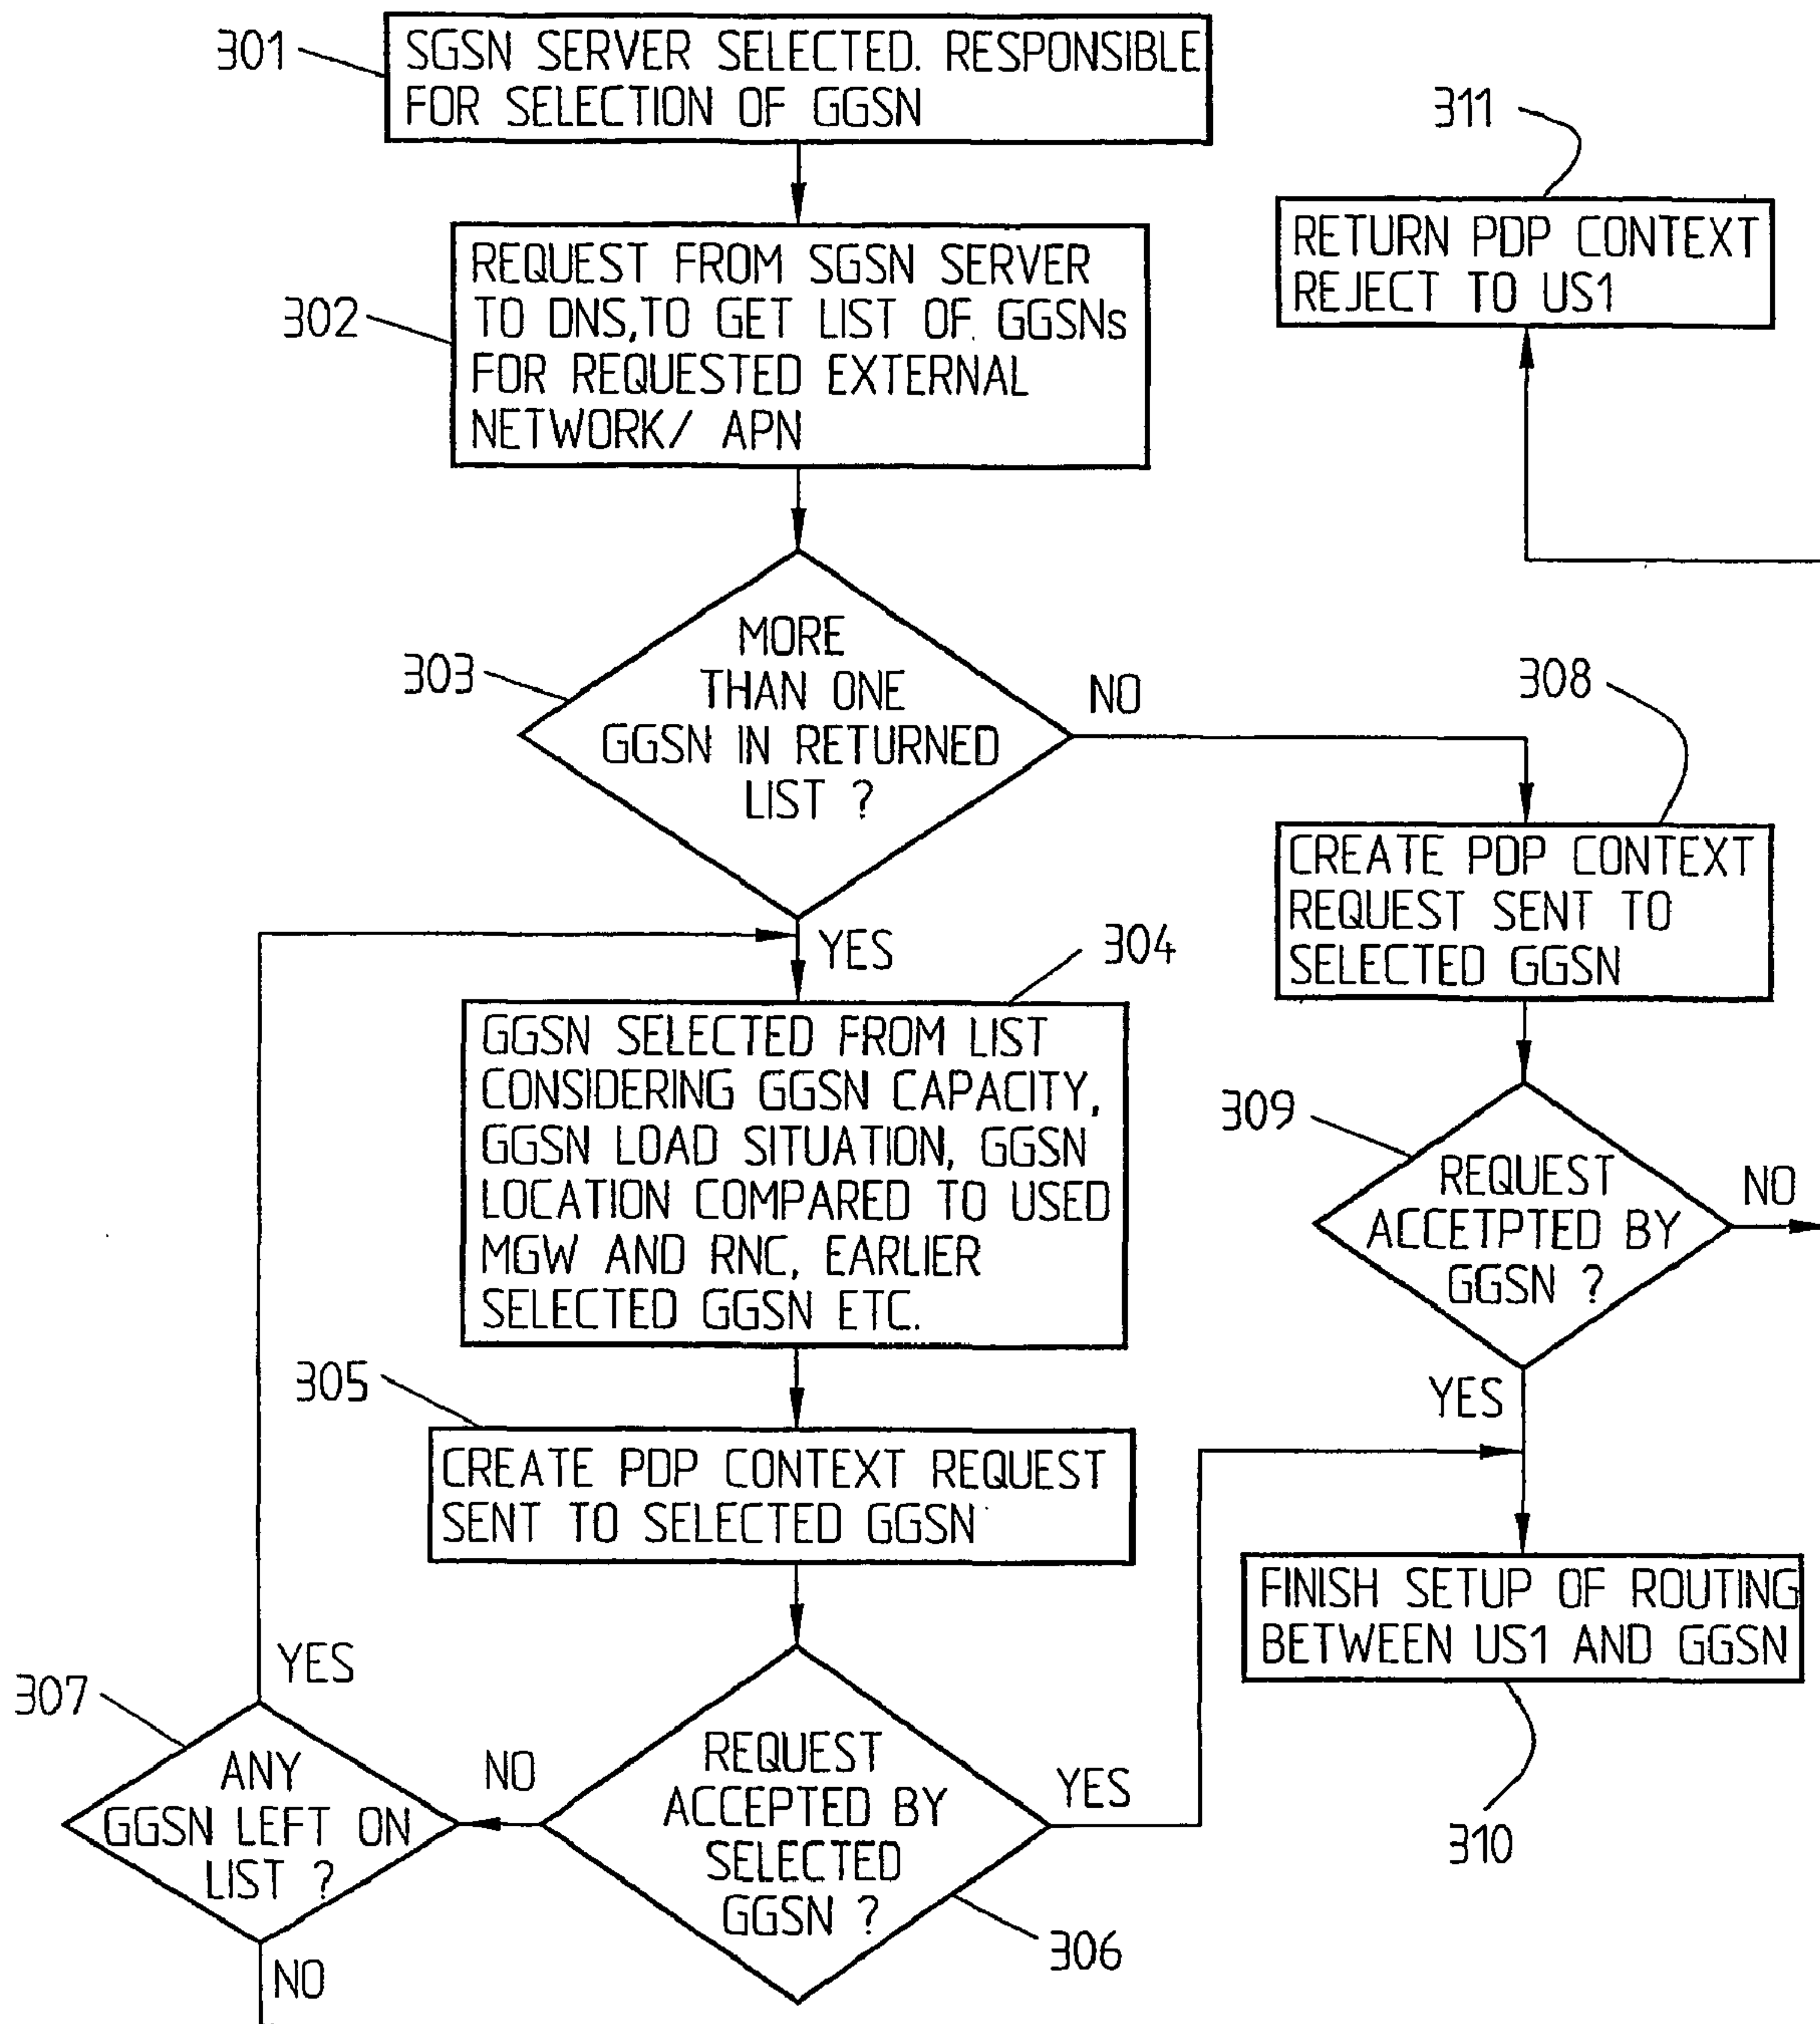 301
SGSN SERVER SELECTED. RESPONSIBLE
FOR SELECTION OF GGSN
302
REQUEST FROM SGSN SERVER
TO DNS,TO GET LIST OF GGSNs
FOR REQUESTED EXTERNAL
NETWORK/ APN
311
RETURN PDP CONTEXT
REJECT TO US1
303
MORE
THAN ONE
GGSN IN RETURNED
LIST ?
NO
YES
308
CREATE PDP CONTEXT
REQUEST SENT TO
SELECTED GGSN
304
GGSN SELECTED FROM LIST
CONSIDERING GGSN CAPACITY,
GGSN LOAD SITUATION, GGSN
LOCATION COMPARED TO USED
MGW AND RNC, EARLIER
SELECTED GGSN ETC.
309
REQUEST
ACCETPTED BY
GGSN ?
NO
YES
305
CREATE PDP CONTEXT REQUEST
SENT TO SELECTED GGSN
FINISH SETUP OF ROUTING
BETWEEN US1 AND GGSN
310
YES
307
ANY
GGSN LEFT ON
LIST ?
NO
NO
REQUEST
ACCEPTED BY
SELECTED
GGSN ?
YES
306